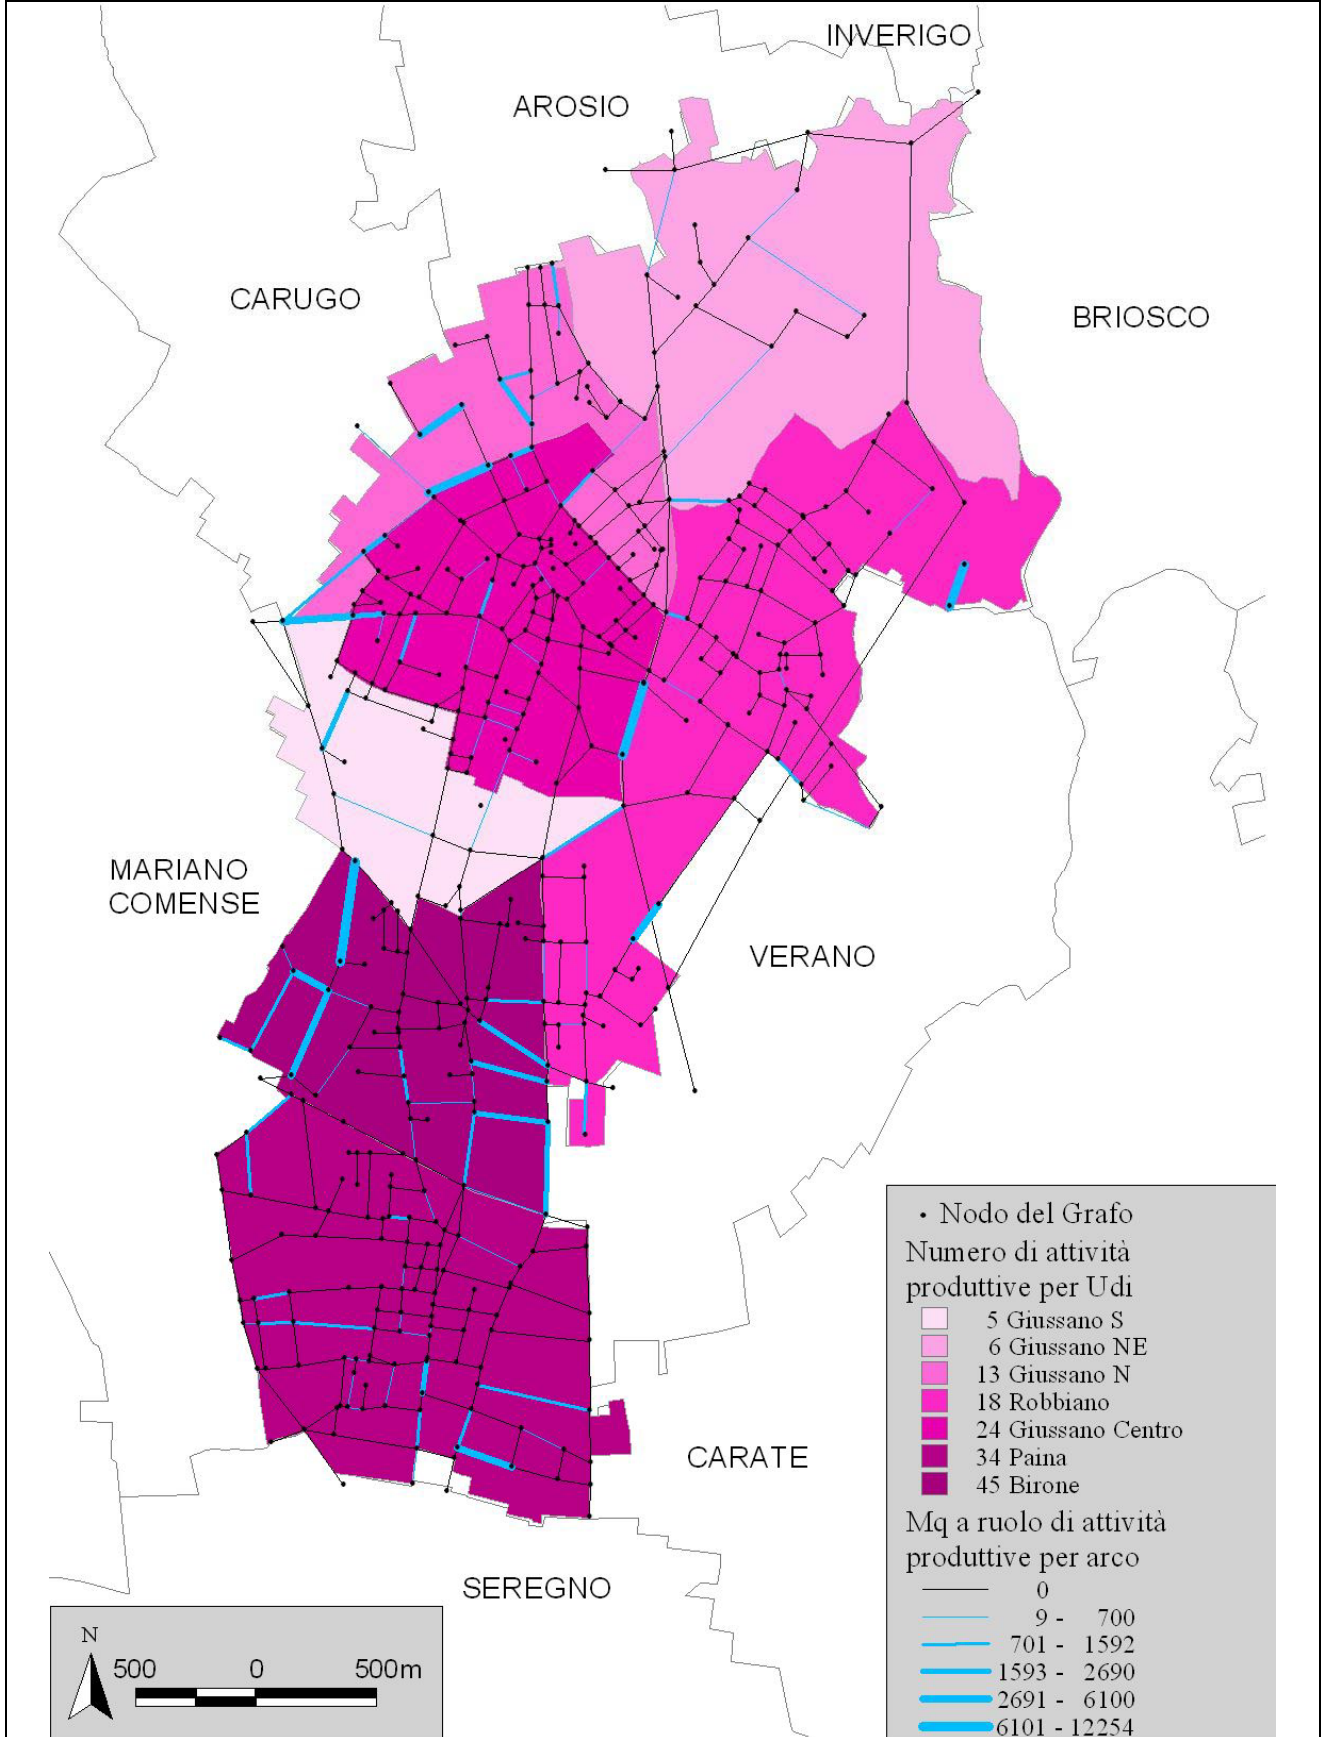 INVERIGO
AROSIO
CARUGO
BRIOSCO
MARIANO
COMENSE
VERANO
CARATE
SEREGNO
• Nodo del Grafo
Numero di attività
produttive per Udi
5 Giussano S
6 Giussano NE
13 Giussano N
18 Robbiano
24 Giussano Centro
34 Paina
45 Birone
Mq a ruolo di attività
produttive per arco
0
9 - 700
701 - 1592
1593 - 2690
2691 - 6100
6101 - 12254
N
500 0 500m